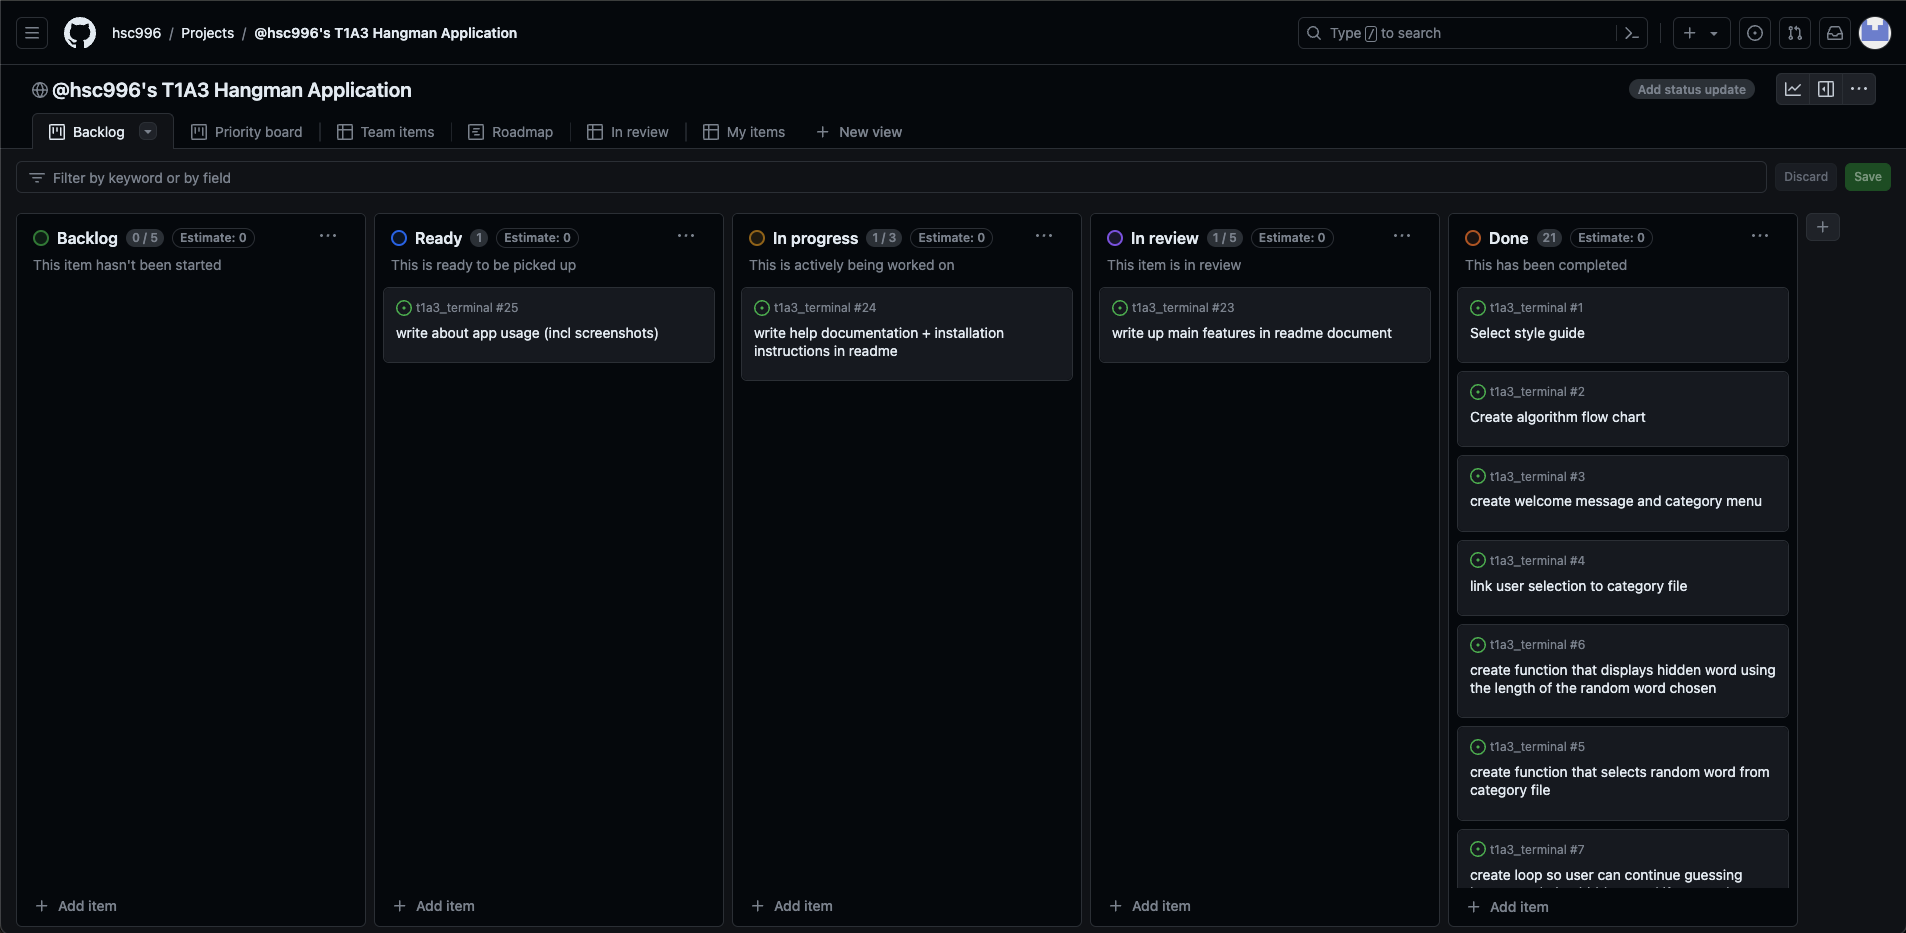 hsc996 / Projects / @hsc996's T1A3 Hangman Application
Type / to search
@hsc996's T1A3 Hangman Application
Add status update
Backlog
Priority board
Team items
Roadmap
In review
My items
New view
Filter by keyword or by field
Discard
Save
Backlog 0 / 5 Estimate: 0
This item hasn't been started
Add item
Ready 1 Estimate: 0
This is ready to be picked up
t1a3_terminal #25
write about app usage (incl screenshots)
Add item
In progress 1 / 3 Estimate: 0
This is actively being worked on
t1a3_terminal #24
write help documentation + installation
instructions in readme
Add item
In review 1 / 5 Estimate: 0
This item is in review
t1a3_terminal #23
write up main features in readme document
Add item
Done 21 Estimate: 0
This has been completed
t1a3_terminal #1
Select style guide
t1a3_terminal #2
Create algorithm flow chart
t1a3_terminal #3
create welcome message and category menu
t1a3_terminal #4
link user selection to category file
t1a3_terminal #6
create function that displays hidden word using
the length of the random word chosen
t1a3_terminal #5
create function that selects random word from
category file
t1a3_terminal #7
create loop so user can continue guessing
Add item